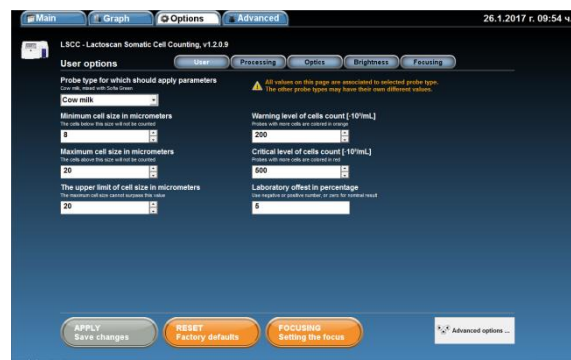 Main
Graph
Options
Advanced
26.1.2017 г. 09:54 ч.
LSCC - Lactoscan Somatic Cell Counting, v1.2.0.9
User options
User
Processing
Optics
Brightness
Focusing
Probe type for which should apply parameters
Cow milk, mixed with Sofia Green
Cow milk
All values on this page are associated to selected probe type.
The other probe types may have their own different values.
Minimum cell size in micrometers
The cells below this size will not be counted
8
Maximum cell size in micrometers
The cells above this size will not be counted
20
The upper limit of cell size in micrometers
The maximum cell size cannot surpass this value
20
Warning level of cells count [·10³/mL]
Probes with more cells are colored in orange
200
Critical level of cells count [·10³/mL]
Probes with more cells are colored in red
500
Laboratory offest in percentage
Use negative or positive number, or zero for nominal result
5
APPLY
Save changes
RESET
Factory defaults
FOCUSING
Setting the focus
Advanced options ...